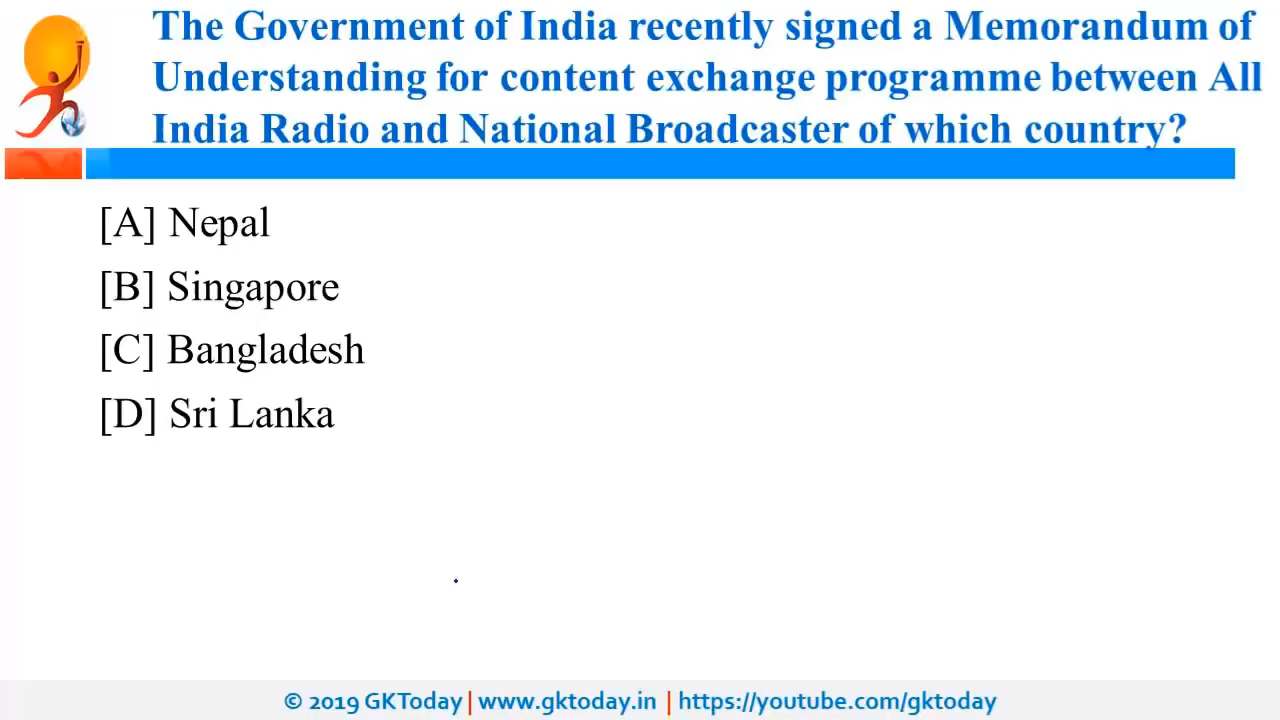 The Government of India recently signed a Memorandum of
Understanding for content exchange programme between All
India Radio and National Broadcaster of which country?
[A] Nepal
[B] Singapore
[C] Bangladesh
[D] Sri Lanka
© 2019 GKToday | www.gktoday.in | https://youtube.com/gktoday